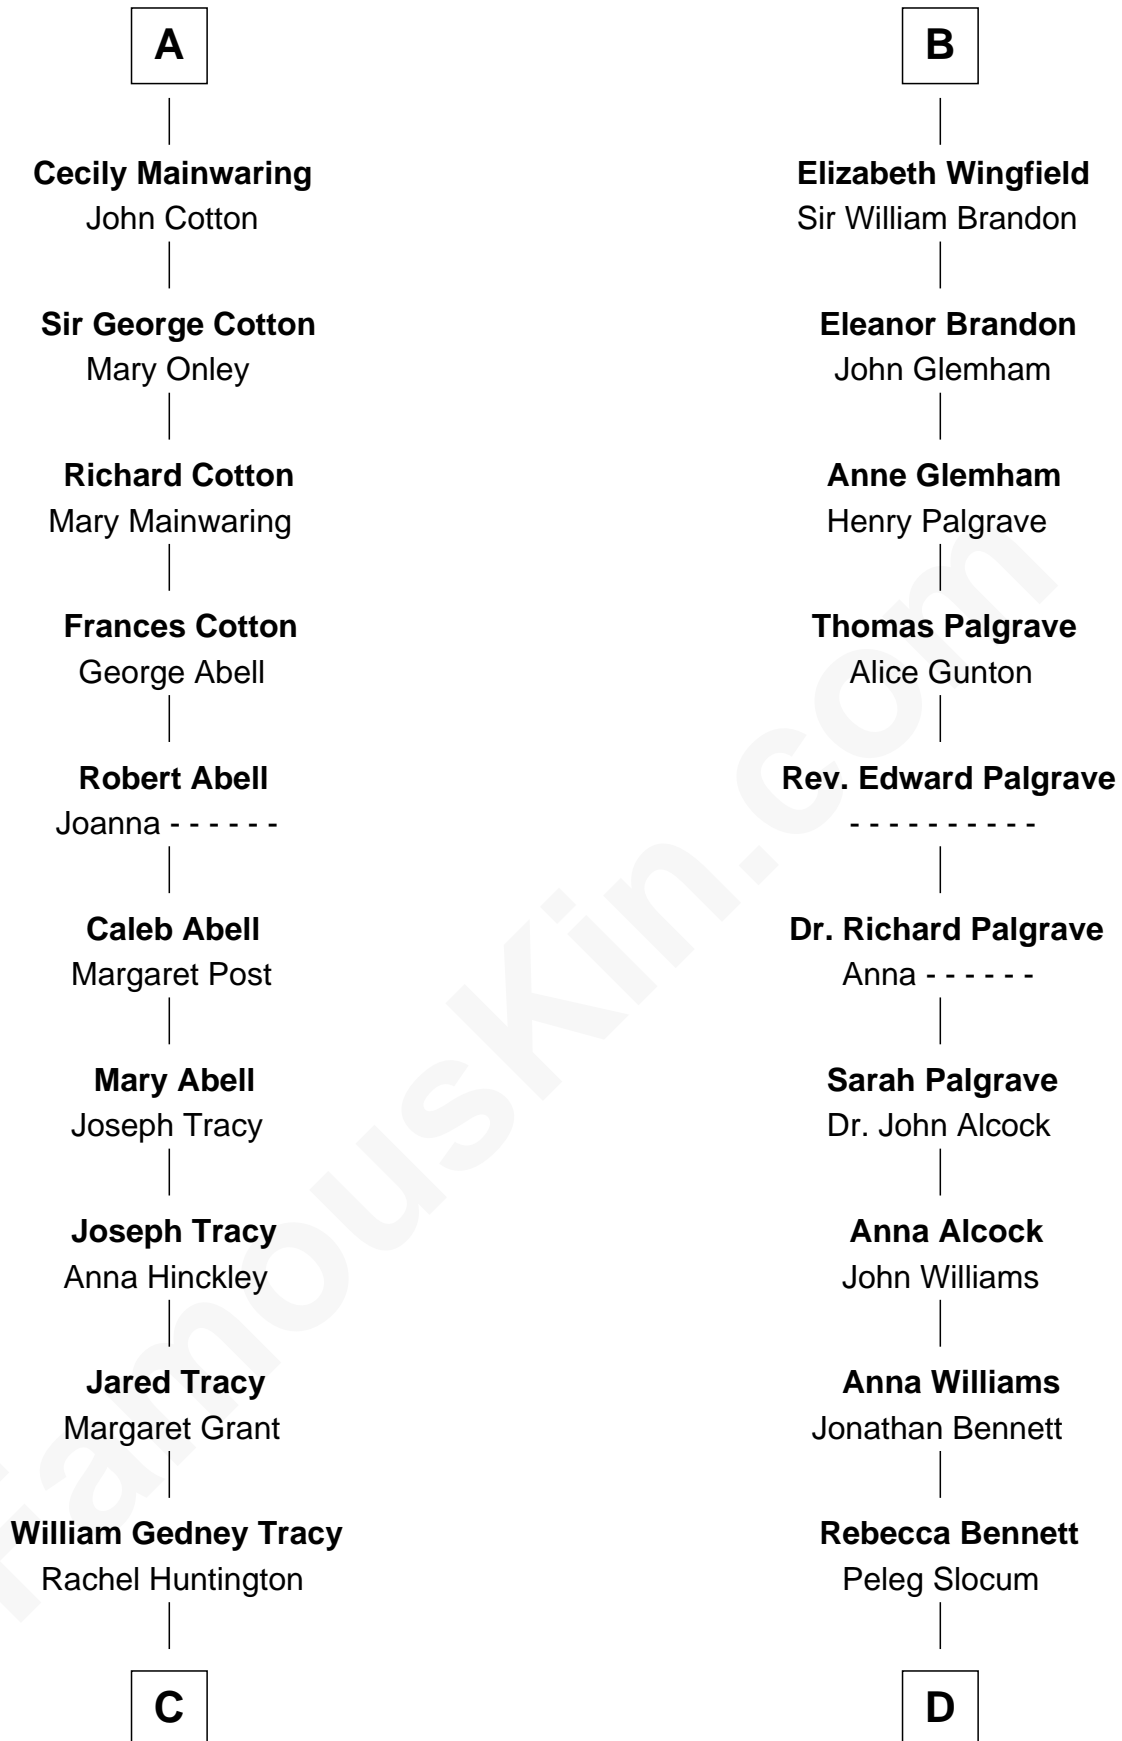 A
Cecily Mainwaring
John Cotton
Sir George Cotton
Mary Onley
Richard Cotton
Mary Mainwaring
Frances Cotton
George Abell
Robert Abell
Joanna - - - - - -
Caleb Abell
Margaret Post
Mary Abell
Joseph Tracy
Joseph Tracy
Anna Hinckley
Jared Tracy
Margaret Grant
William Gedney Tracy
Rachel Huntington
C
B
Elizabeth Wingfield
Sir William Brandon
Eleanor Brandon
John Glemham
Anne Glemham
Henry Palgrave
Thomas Palgrave
Alice Gunton
Rev. Edward Palgrave
- - - - - - - - - -
Dr. Richard Palgrave
Anna - - - - - -
Sarah Palgrave
Dr. John Alcock
Anna Alcock
John Williams
Anna Williams
Jonathan Bennett
Rebecca Bennett
Peleg Slocum
D
FamousKin.com